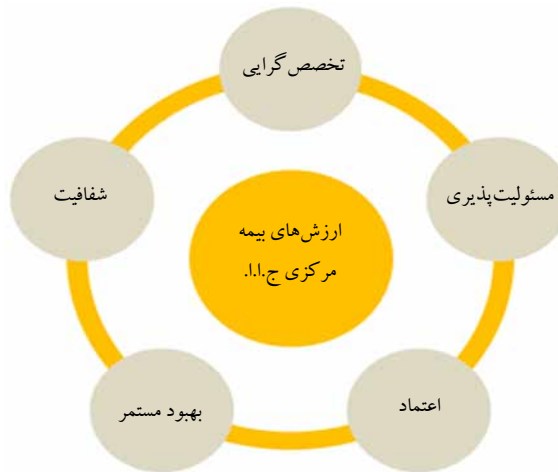 تخصص گرایی
مسئولیت‌پذیری
شفافیت
ارزش‌های بیمه
مرکزی ج.ا.ا.
اعتماد
بهبود مستمر